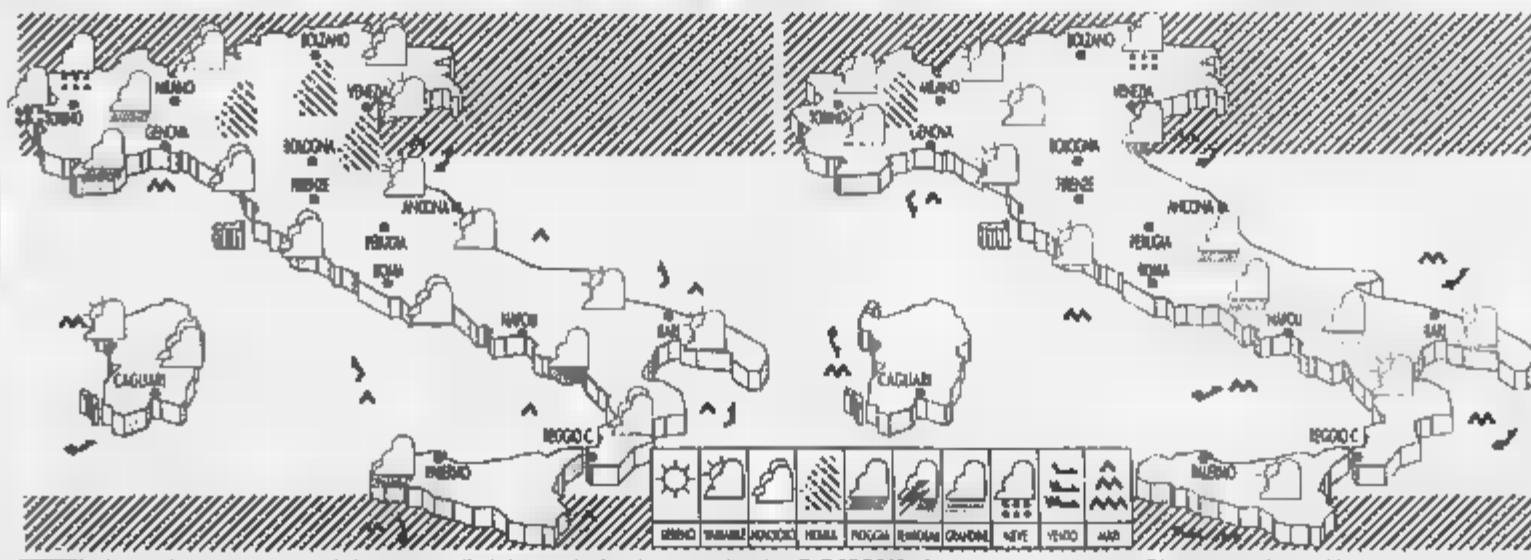 BOLZANO
MILANO
TORINO
VENEZIA
GENOVA
BOLOGNA
FIRENZE
ANCONA
PERUGIA
ROMA
NAPOLI
BARI
CAGLIARI
REGGIO C.
PALERMO
BOLZANO
MILANO
TORINO
VENEZIA
GENOVA
BOLOGNA
FIRENZE
ANCONA
PERUGIA
ROMA
NAPOLI
BARI
CAGLIARI
REGGIO C.
PALERMO
SERENO VARIABILE NUVOLOSO NEBBIA PIOGGIA TEMPORALI GRANDINE NEVE VENTO MARI